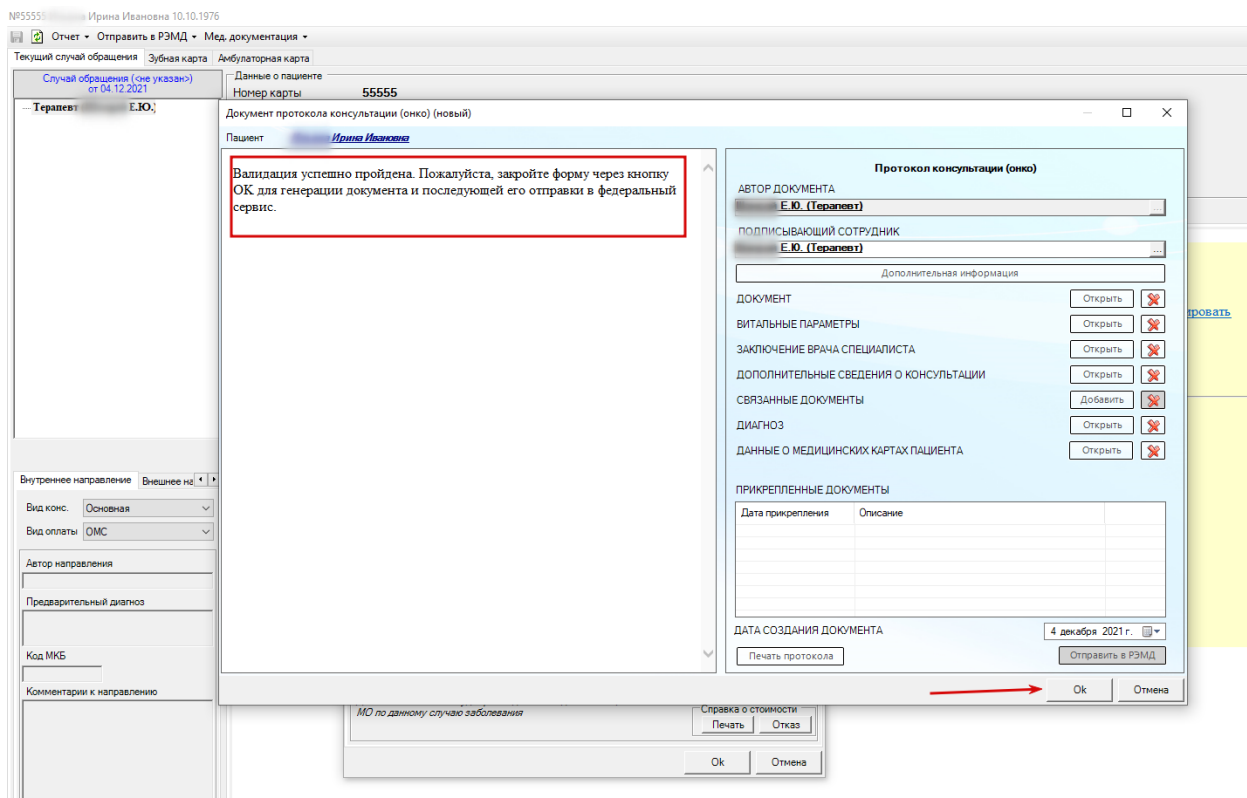 №55555 Ирина Ивановна 10.10.1976
Отчет Отправить в РЭМД Мед. документация
Текущий случай обращения Зубная карта Амбулаторная карта
Случай обращения (<не указан>)
от 04.12.2021
Терапевт Е.Ю.
Данные о пациенте
Номер карты 55555
Документ протокола консультации (онко) (новый)
Пациент Ирина Ивановна
Валидация успешно пройдена. Пожалуйста, закройте форму через кнопку
ОК для генерации документа и последующей его отправки в федеральный
сервис.
Протокол консультации (онко)
АВТОР ДОКУМЕНТА
Е.Ю. (Терапевт)
ПОДПИСЫВАЮЩИЙ СОТРУДНИК
Е.Ю. (Терапевт)
Дополнительная информация
ДОКУМЕНТ Открыть
ВИТАЛЬНЫЕ ПАРАМЕТРЫ Открыть
ЗАКЛЮЧЕНИЕ ВРАЧА СПЕЦИАЛИСТА Открыть
ДОПОЛНИТЕЛЬНЫЕ СВЕДЕНИЯ О КОНСУЛЬТАЦИИ Открыть
СВЯЗАННЫЕ ДОКУМЕНТЫ Добавить
ДИАГНОЗ Открыть
ДАННЫЕ О МЕДИЦИНСКИХ КАРТАХ ПАЦИЕНТА Открыть
ПРИКРЕПЛЕННЫЕ ДОКУМЕНТЫ
Дата прикрепления Описание
ДАТА СОЗДАНИЯ ДОКУМЕНТА 4 декабря 2021 г.
Печать протокола Отправить в РЭМД
Ok Отмена
Внутреннее направление Внешнее на
Вид конс. Основная
Вид оплаты ОМС
Автор направления
Предварительный диагноз
Код МКБ
Комментарии к направлению
МО по данному случаю заболевания
Справка о стоимости
Печать Отказ
Ok Отмена
ировать